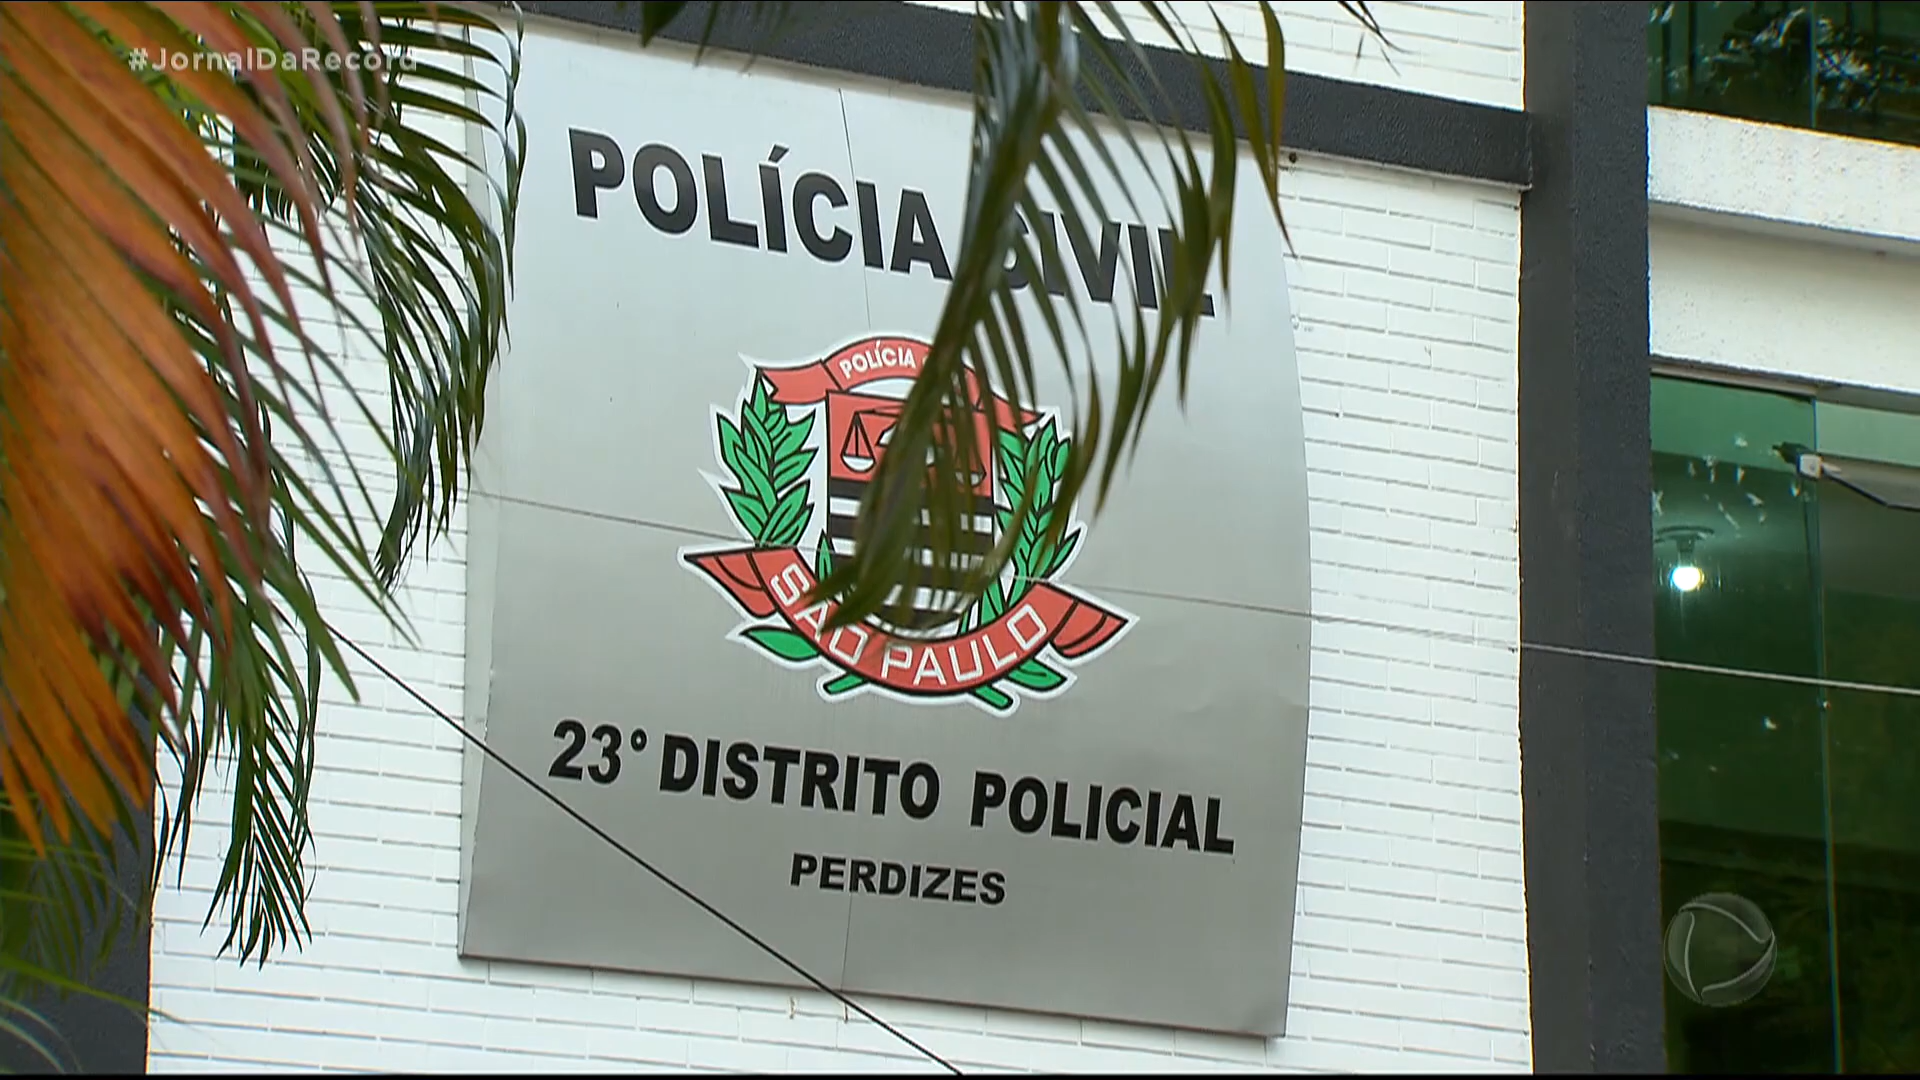 #JornalDaRecord
POLÍCIA CIVIL
POLÍCIA
SÃO PAULO
23° DISTRITO POLICIAL
PERDIZES